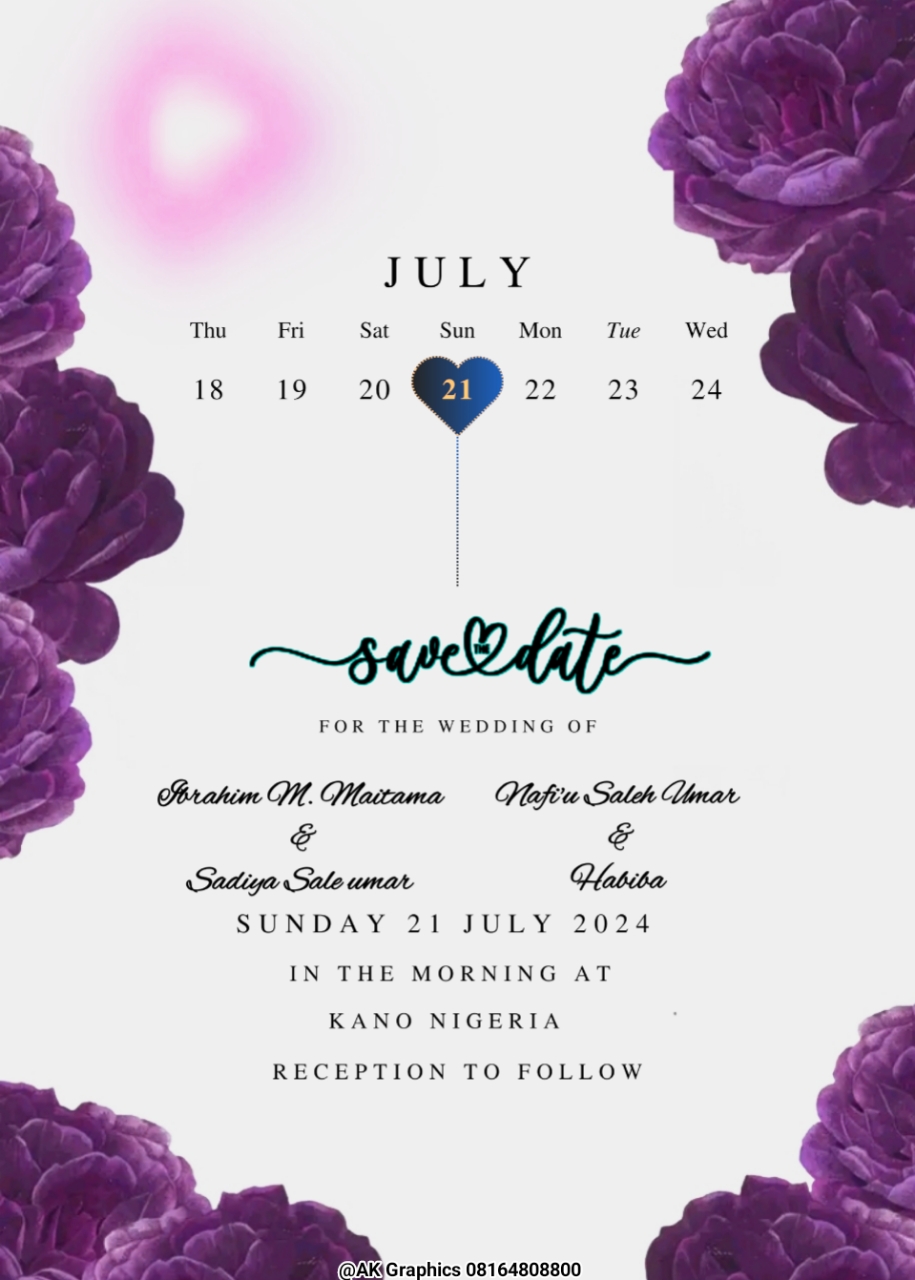 JULY
Thu Fri Sat Sun Mon Tue Wed
18 19 20 21 22 23 24
save THE date
FOR THE WEDDING OF
Ibrahim M. Maitama Nafi'u Saleh Umar
& &
Sadiya Sale umar Habiba
SUNDAY 21 JULY 2024
IN THE MORNING AT
KANO NIGERIA
RECEPTION TO FOLLOW
@AK Graphics 08164808800